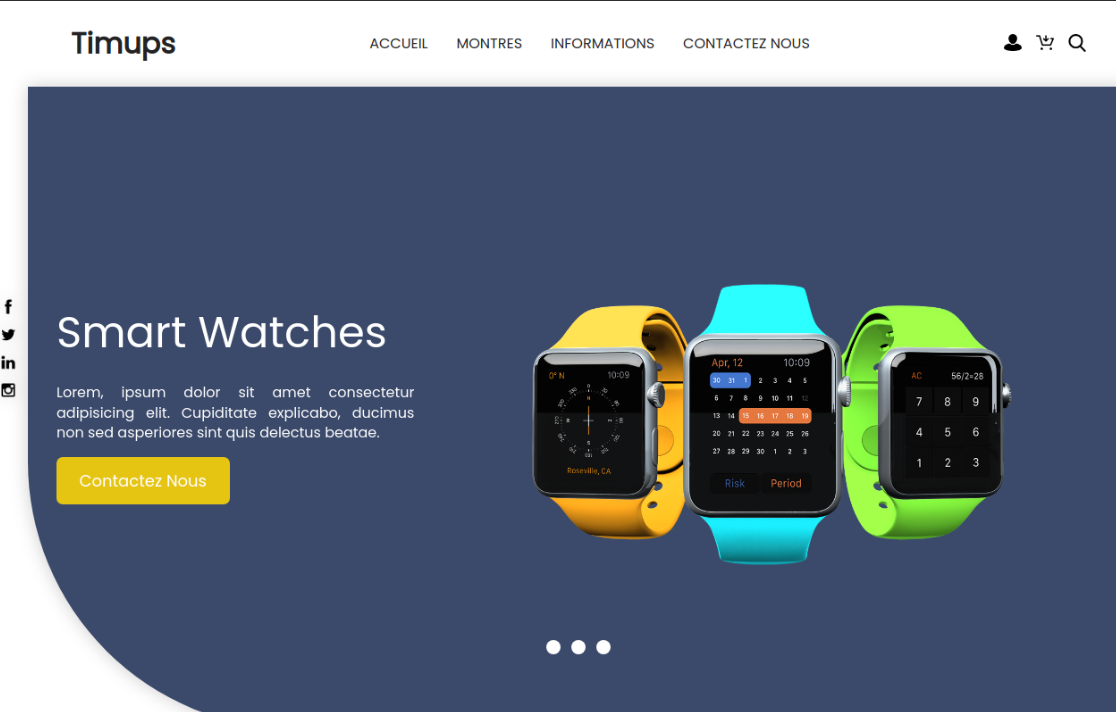 Timups
ACCUEIL MONTRES INFORMATIONS CONTACTEZ NOUS
Smart Watches
Lorem, ipsum dolor sit amet consectetur
adipisicing elit. Cupiditate explicabo, ducimus
non sed asperiores sint quis delectus beatae.
Contactez Nous
0° N 10:09
Roseville, CA
Apr, 12 10:09
30 31 1 2 3 4 5
6 7 8 9 10 11 12
13 14 15 16 17 18 19
20 21 22 23 24 25 26
27 28 29 30 1 2 3
Risk Period
AC 56/2=28
7 8 9
4 5 6
1 2 3